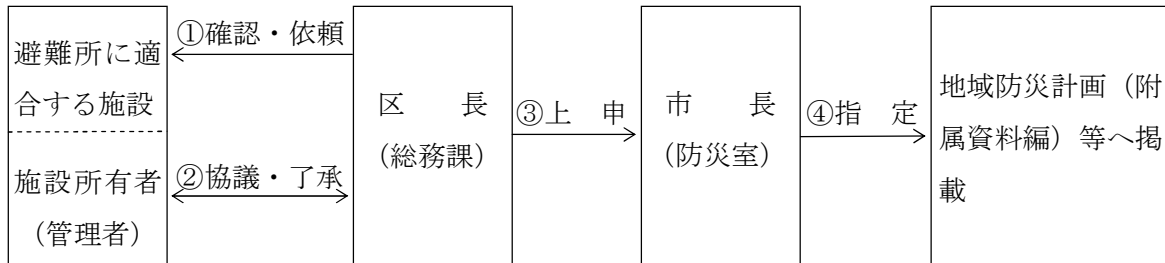 避難所に適
合する施設
施設所有者
(管理者)
①確認・依頼
②協議・了承
区　　長
(総務課)
③上　申
市　　長
(防災室)
④指　定
地域防災計画(附
属資料編)等へ掲
載